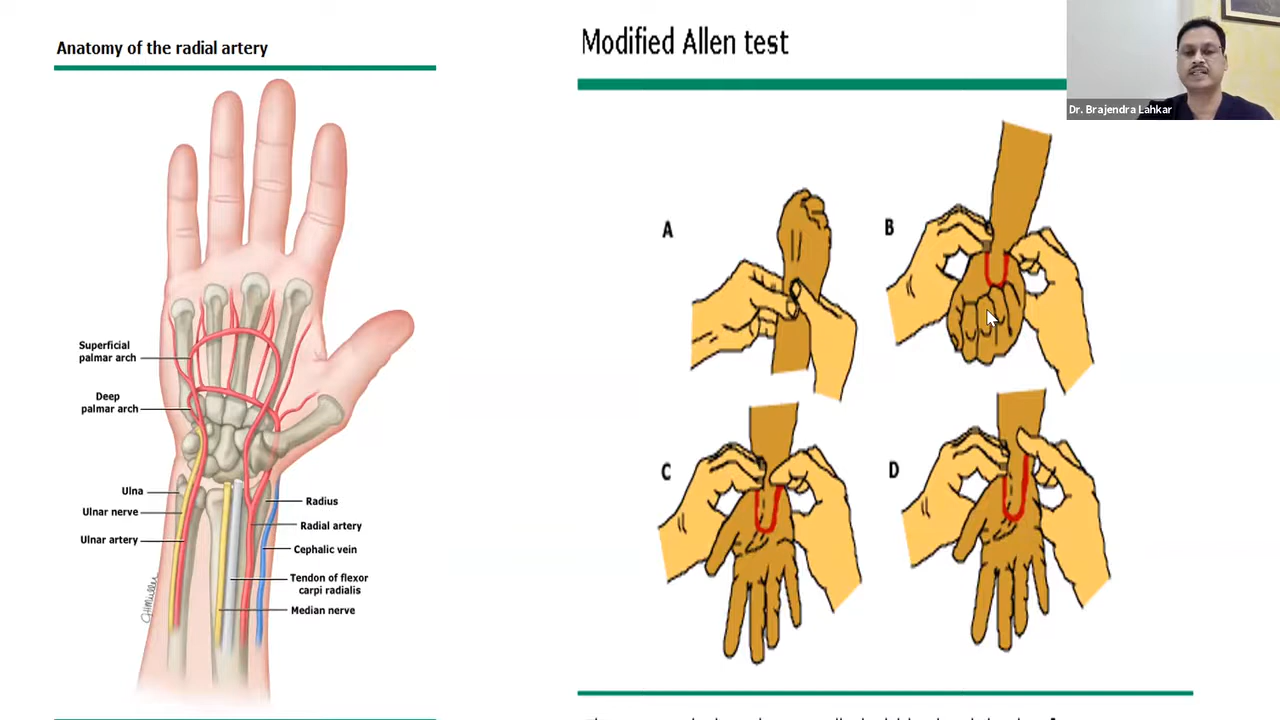 Anatomy of the radial artery
Superficial
palmar arch
Deep
palmar arch
Ulna
Ulnar nerve
Ulnar artery
Radius
Radial artery
Cephalic vein
Tendon of flexor
carpi radialis
Median nerve
Modified Allen test
A
B
C
D
Dr. Brajendra Lahkar